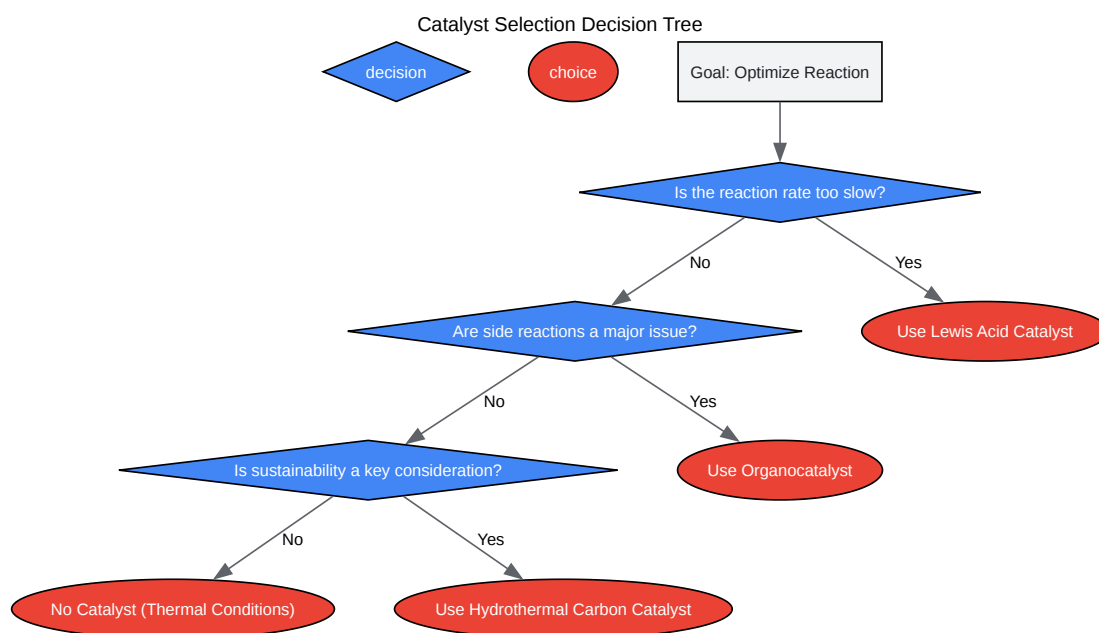 Catalyst Selection Decision Tree
decision
choice
Goal: Optimize Reaction
Is the reaction rate too slow?
No
Yes
Are side reactions a major issue?
Use Lewis Acid Catalyst
No
Yes
Is sustainability a key consideration?
Use Organocatalyst
No
Yes
No Catalyst (Thermal Conditions)
Use Hydrothermal Carbon Catalyst